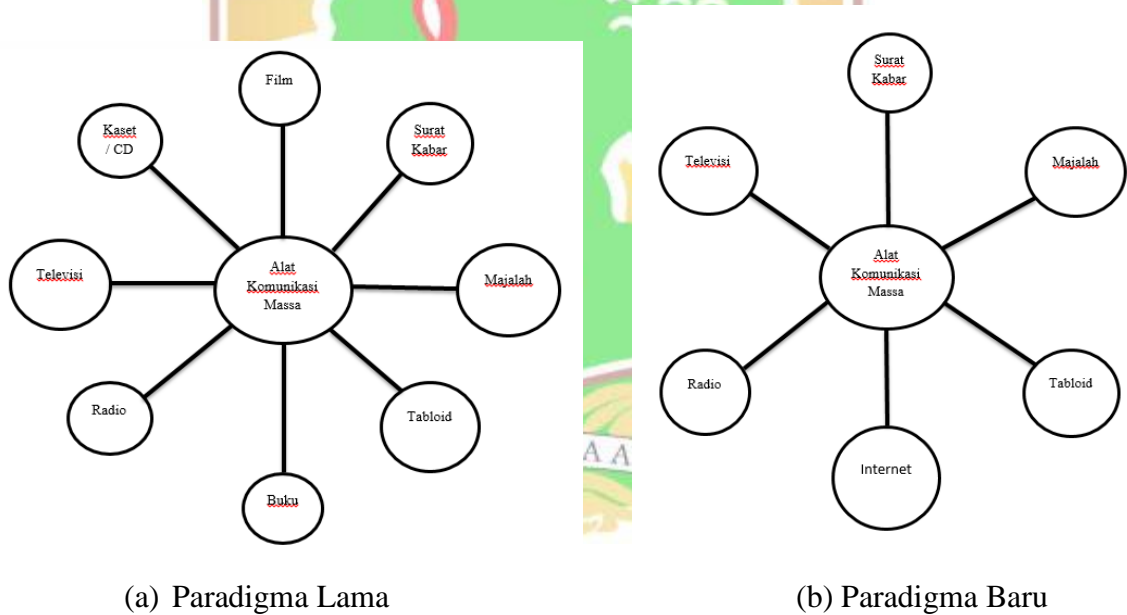 Film
Kaset
/ CD
Surat
Kabar
Televisi
Alat
Komunikasi
Massa
Majalah
Radio
Tabloid
Buku
(a) Paradigma Lama
Surat
Kabar
Televisi
Majalah
Alat
Komunikasi
Massa
Radio
Tabloid
Internet
(b) Paradigma Baru
A A